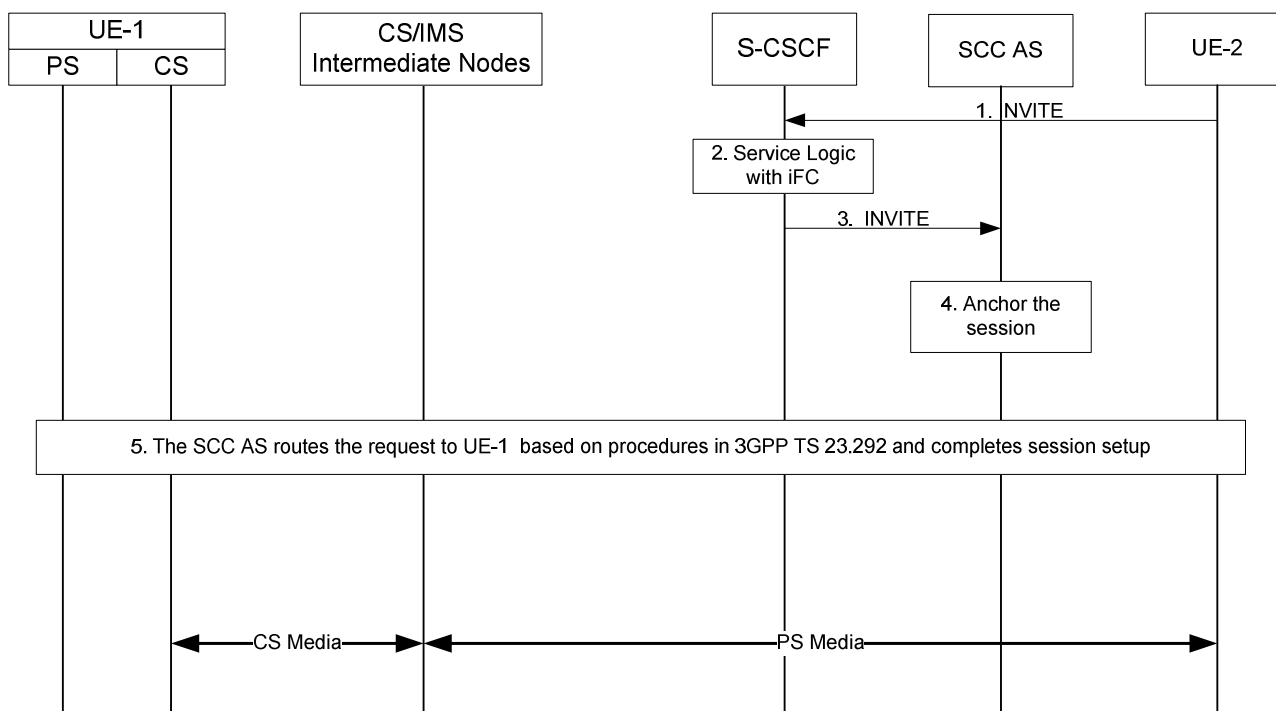 UE-1
PS CS
CS/IMS
Intermediate Nodes
S-CSCF
SCC AS
UE-2
1. INVITE
2. Service Logic
with iFC
3. INVITE
4. Anchor the
session
5. The SCC AS routes the request to UE-1 based on procedures in 3GPP TS 23.292 and completes session setup
CS Media
PS Media